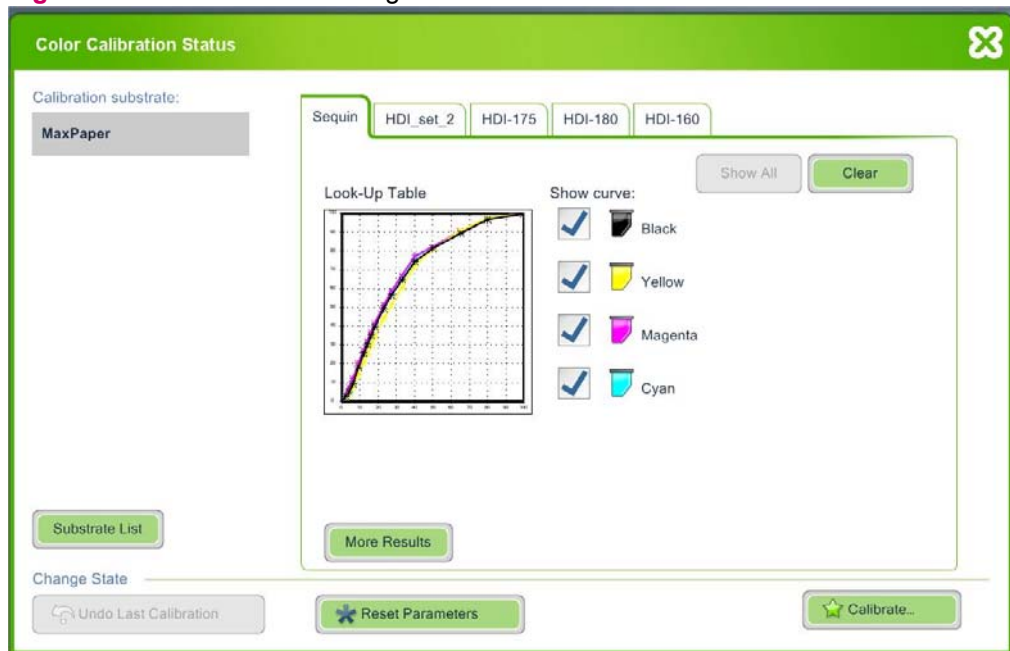 Color Calibration Status
Calibration substrate:
MaxPaper
Sequin HDI_set_2 HDI-175 HDI-180 HDI-160
Show All Clear
Look-Up Table Show curve:
Black
Yellow
Magenta
Cyan
Substrate List
More Results
Change State
Undo Last Calibration Reset Parameters Calibrate...